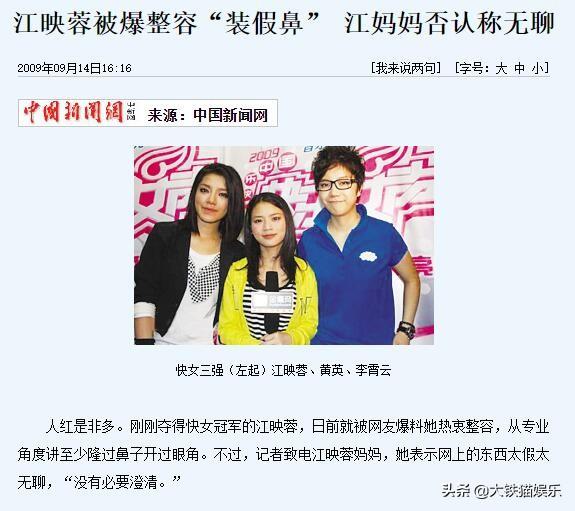 江映蓉被爆整容“装假鼻” 江妈妈否认称无聊
2009年09月14日16:16 [我来说两句] [字号：大 中 小]
中国新闻网 中新网 来源：中国新闻网
2009
快女三强（左起）江映蓉、黄英、李霄云
人红是非多。刚刚夺得快女冠军的江映蓉，日前就被网友爆料她热衷整容，从专业
角度讲至少隆过鼻子开过眼角。不过，记者致电江映蓉妈妈，她表示网上的东西太假太
无聊，“没有必要澄清。”
头条 @大铁猫娱乐